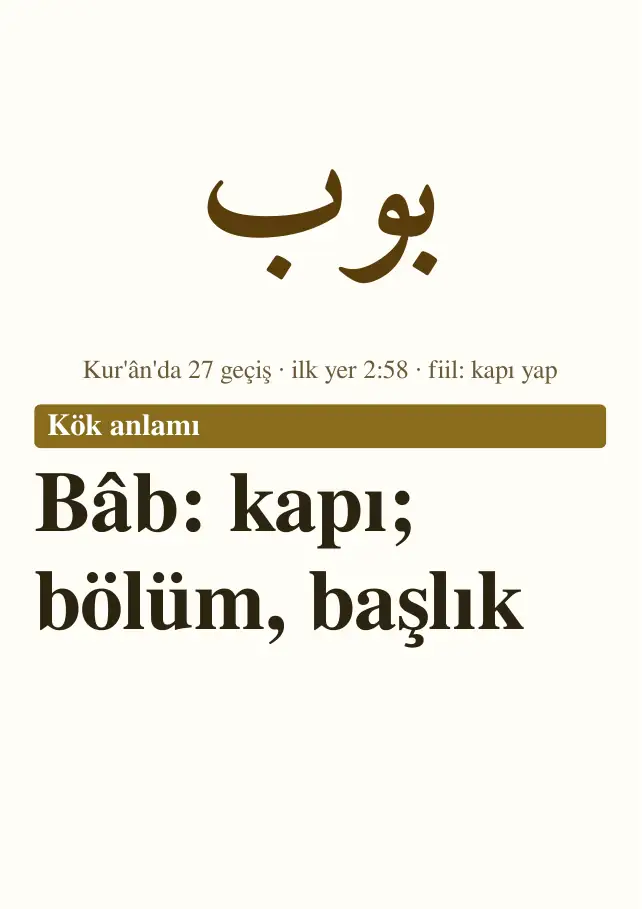 بوب
Kur'ân'da 27 geçiş · ilk yer 2:58 · fiil: kapı yap
Kök anlamı
Bâb: kapı;
bölüm, başlık